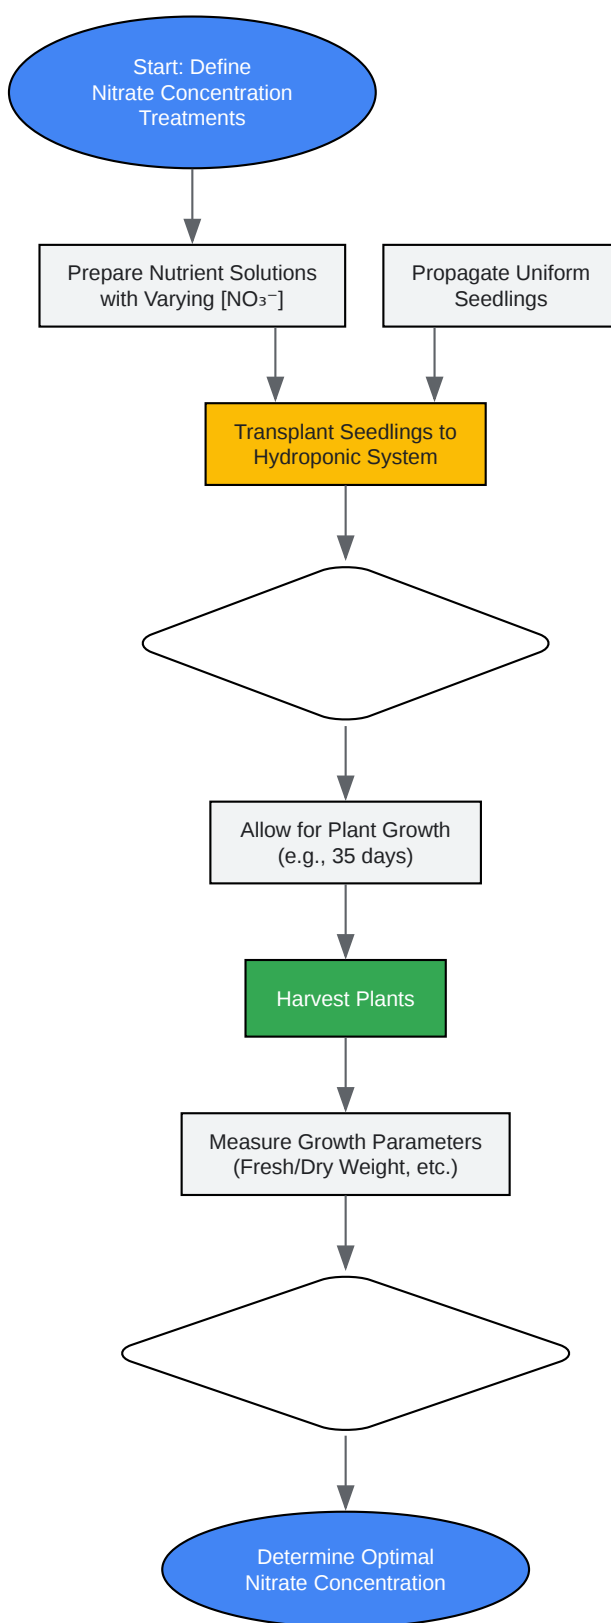 Start: Define
Nitrate Concentration
Treatments
Prepare Nutrient Solutions
with Varying [NO₃⁻]
Propagate Uniform
Seedlings
Transplant Seedlings to
Hydroponic System
Allow for Plant Growth
(e.g., 35 days)
Harvest Plants
Measure Growth Parameters
(Fresh/Dry Weight, etc.)
Determine Optimal
Nitrate Concentration